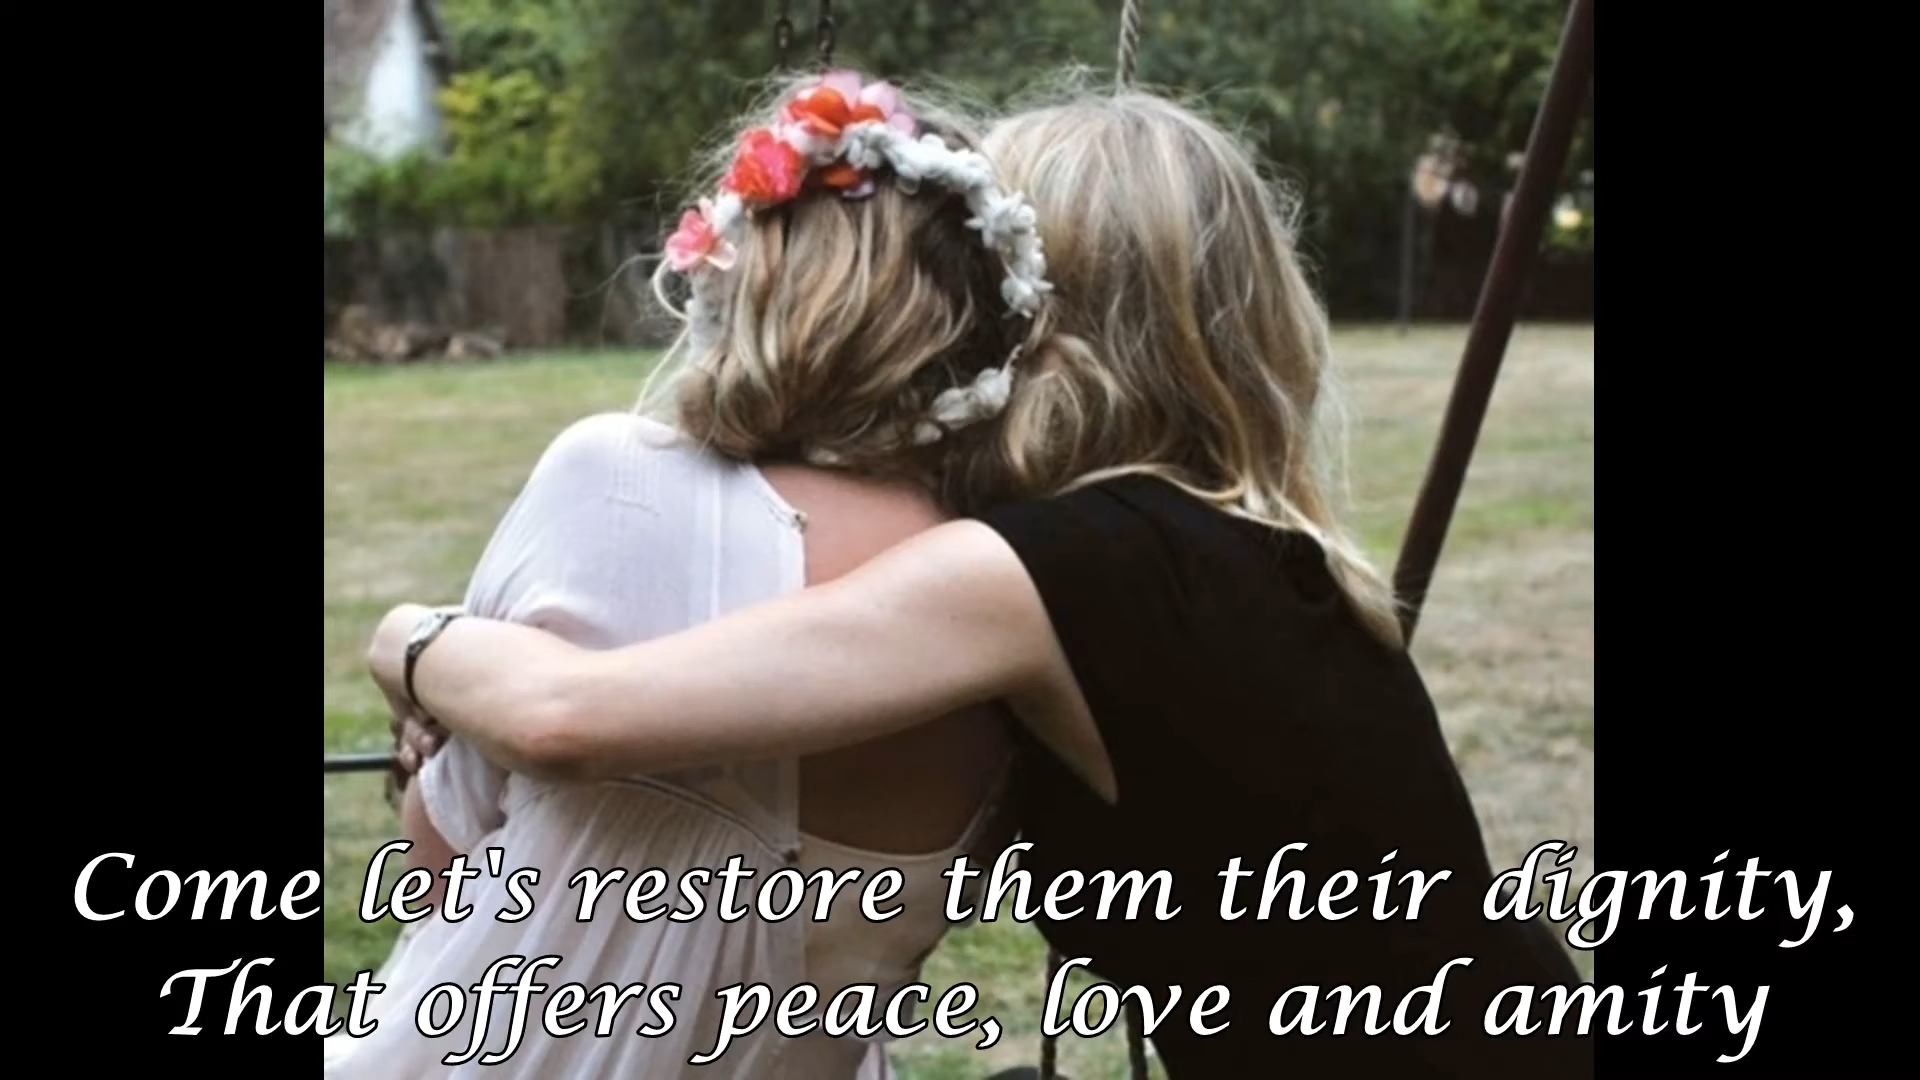 Come let's restore them their dignity,
That offers peace, love and amity